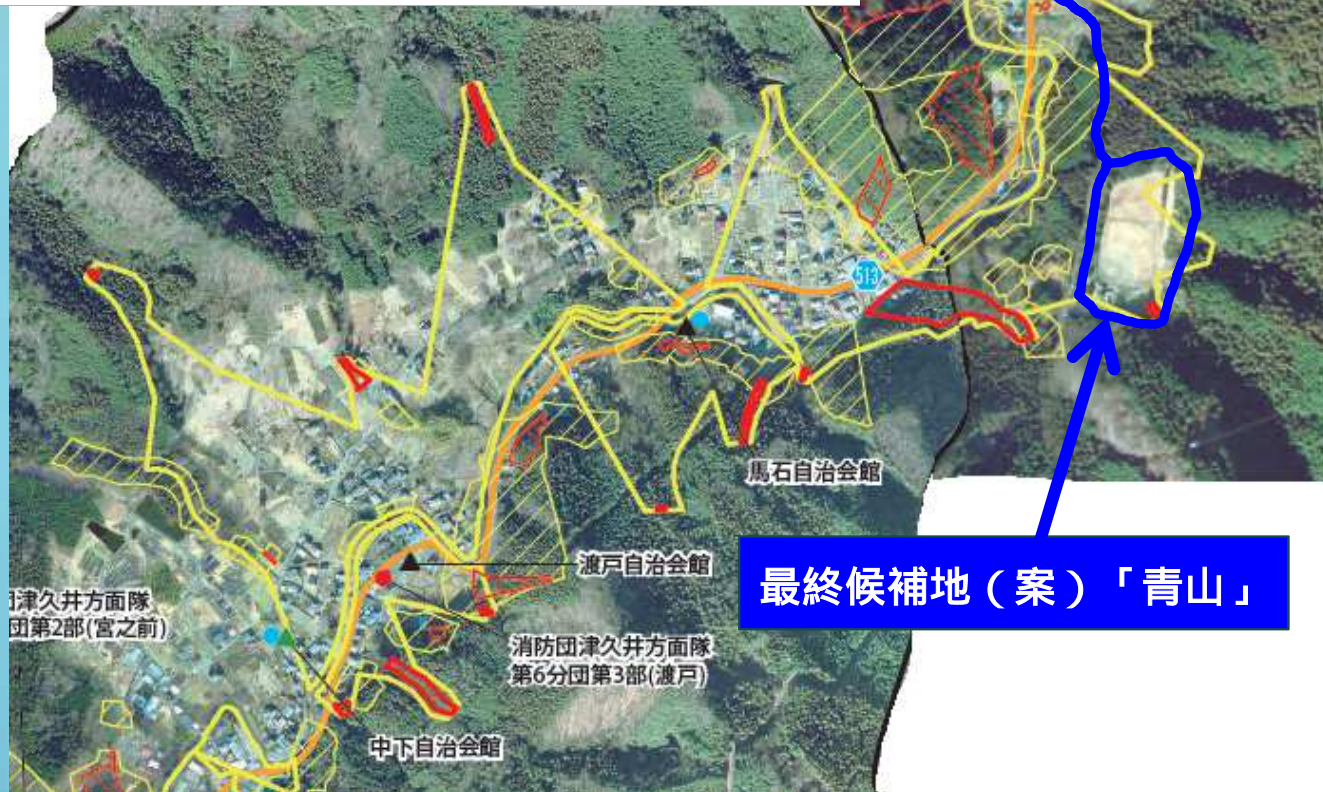 513
馬石自治会館
渡戸自治会館
最終候補地（案）「青山」
津久井方面隊
団第2部(宮之前)
消防団津久井方面隊
第6分団第3部(渡戸)
中下自治会館